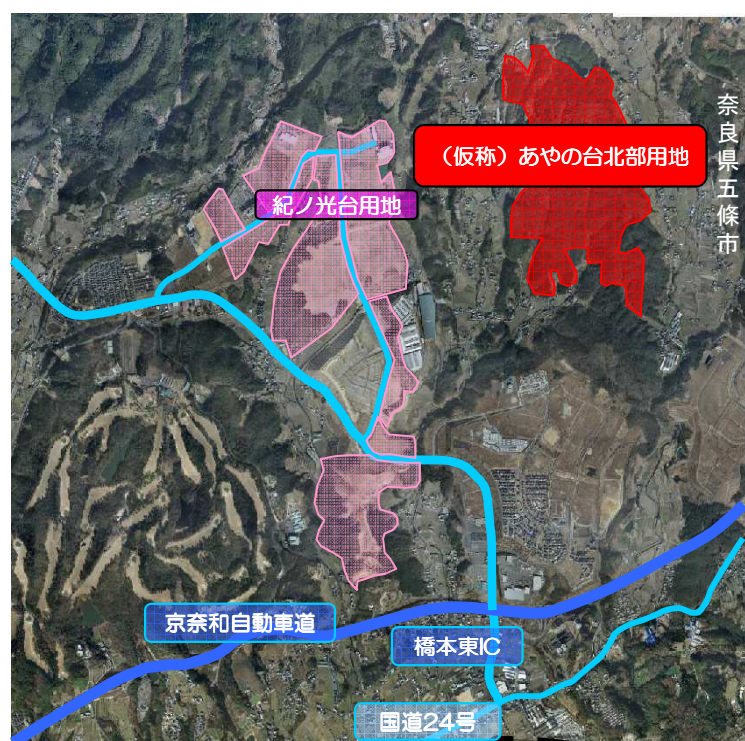 奈良県五條市
（仮称）あやの台北部用地
紀ノ光台用地
京奈和自動車道
橋本東IC
国道24号